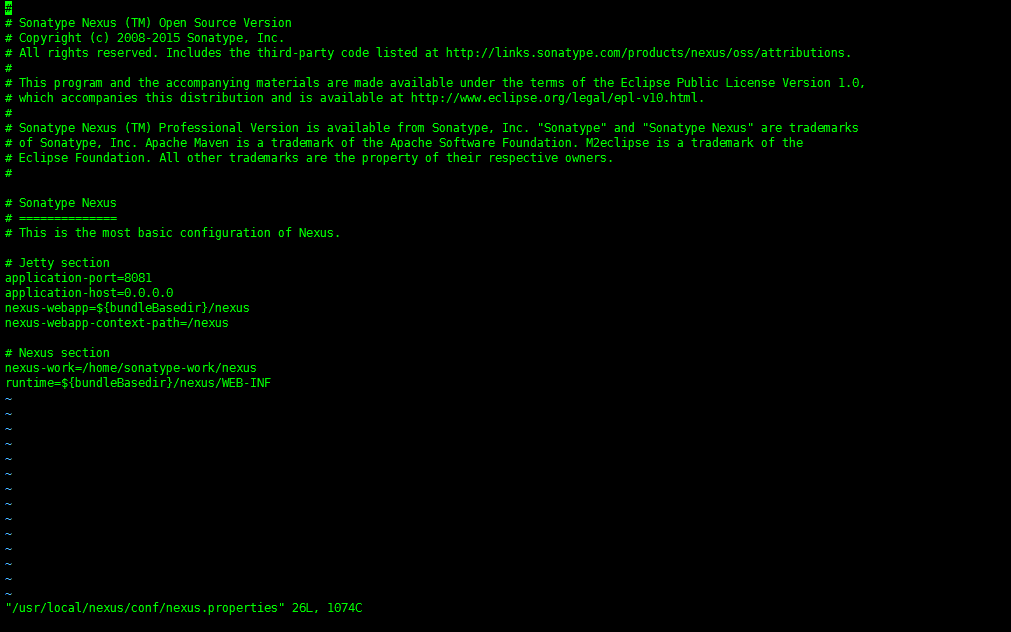 #
# Sonatype Nexus (TM) Open Source Version
# Copyright (c) 2008-2015 Sonatype, Inc.
# All rights reserved. Includes the third-party code listed at http://links.sonatype.com/products/nexus/oss/attributions.
#
# This program and the accompanying materials are made available under the terms of the Eclipse Public License Version 1.0,
# which accompanies this distribution and is available at http://www.eclipse.org/legal/epl-v10.html.
#
# Sonatype Nexus (TM) Professional Version is available from Sonatype, Inc. "Sonatype" and "Sonatype Nexus" are trademarks
# of Sonatype, Inc. Apache Maven is a trademark of the Apache Software Foundation. M2eclipse is a trademark of the
# Eclipse Foundation. All other trademarks are the property of their respective owners.
#

# Sonatype Nexus
# ==============
# This is the most basic configuration of Nexus.

# Jetty section
application-port=8081
application-host=0.0.0.0
nexus-webapp=${bundleBasedir}/nexus
nexus-webapp-context-path=/nexus

# Nexus section
nexus-work=/home/sonatype-work/nexus
runtime=${bundleBasedir}/nexus/WEB-INF
~
~
~
~
~
~
~
~
~
~
~
~
~
~
"/usr/local/nexus/conf/nexus.properties" 26L, 1074C